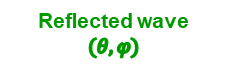 Reflected wave
(θ, φ)